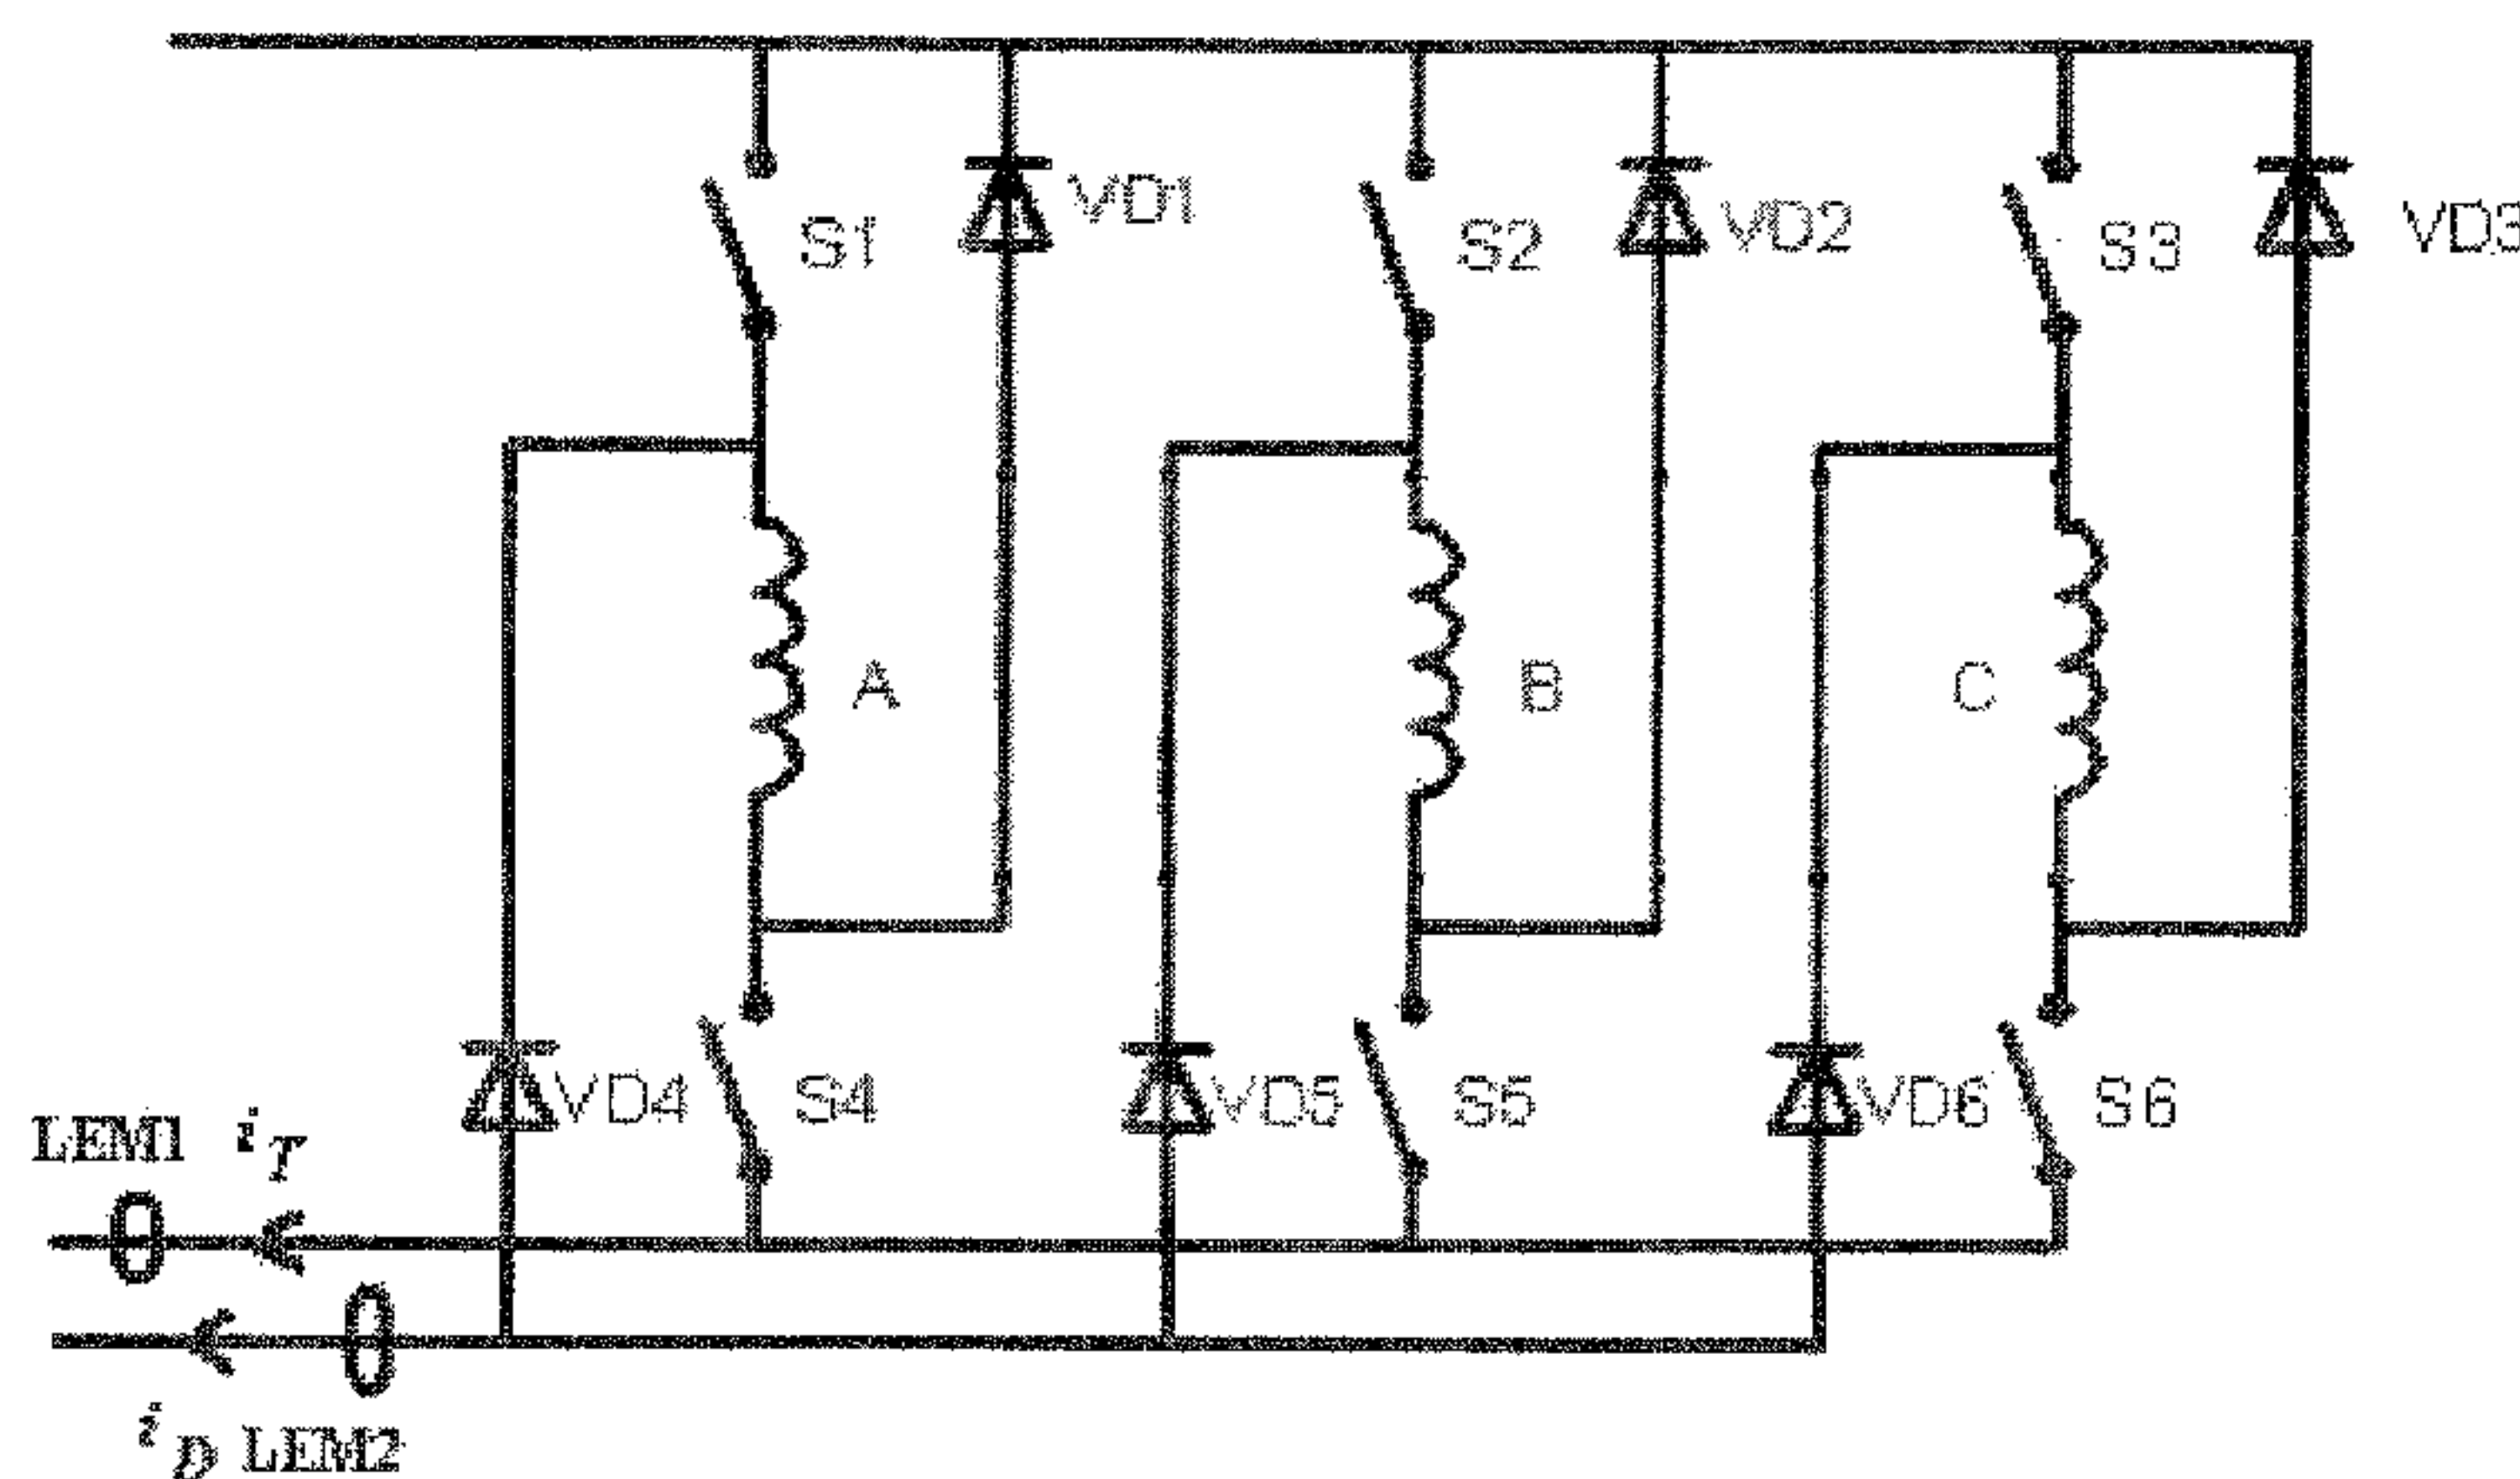 S1 VD1 S2 VD2 S3 VD3
A B C
VD4 S4 VD5 S5 VD6 S6
LEM1 iT
iD LEM2